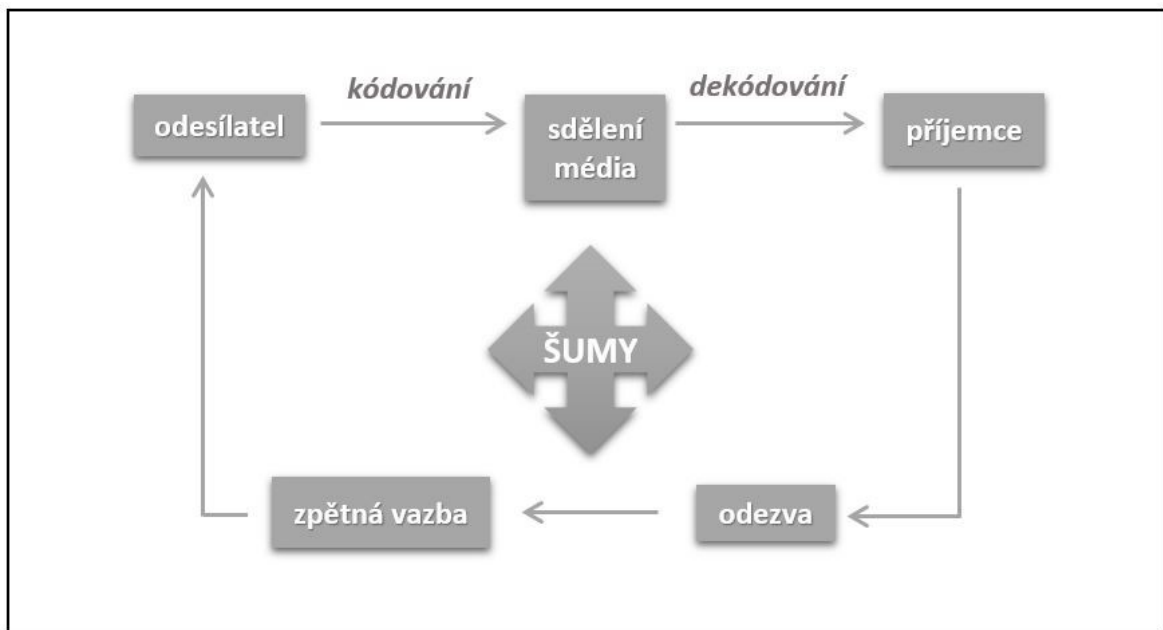 kódování
dekódování
odesílatel
sdělení
média
příjemce
ŠUMY
zpětná vazba
odezva